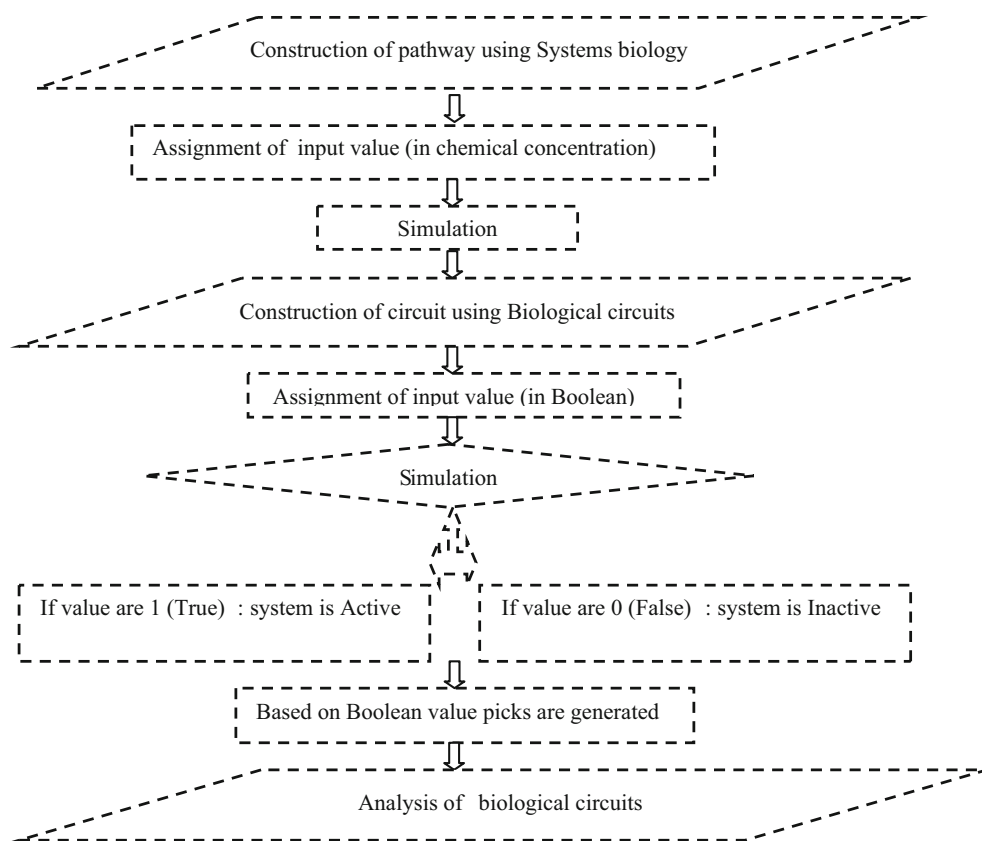 Construction of pathway using Systems biology
Assignment of input value (in chemical concentration)
Simulation
Construction of circuit using Biological circuits
Assignment of input value (in Boolean)
Simulation
If value are 1 (True) : system is Active
If value are 0 (False) : system is Inactive
Based on Boolean value picks are generated
Analysis of biological circuits